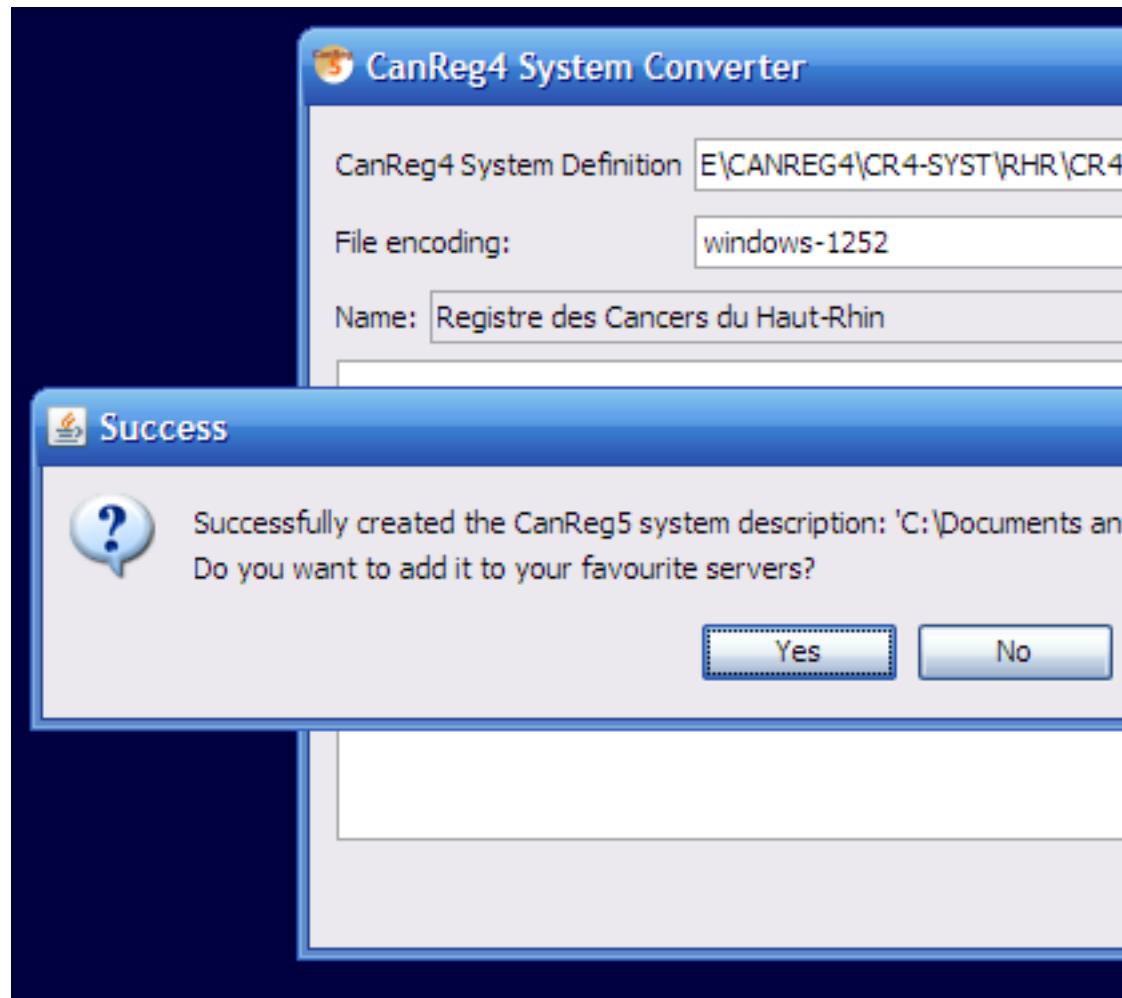 CanReg4 System Converter
CanReg4 System Definition E\CANREG4\CR4-SYST\RHR\CR4
File encoding: windows-1252
Name: Registre des Cancers du Haut-Rhin
Success
Successfully created the CanReg5 system description: 'C:\Documents an
Do you want to add it to your favourite servers?
Yes No